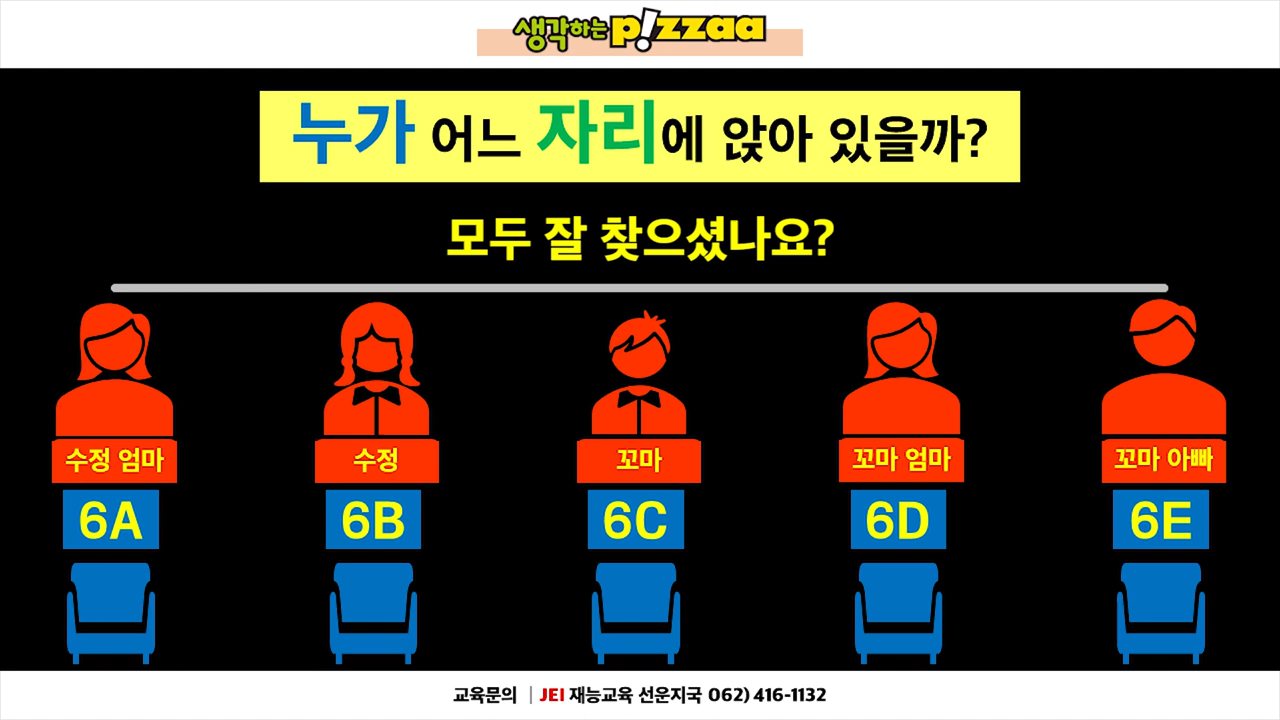 생각하는 p!zzaa
누가 어느 자리에 앉아 있을까?
모두 잘 찾으셨나요?
수정 엄마
수정
꼬마
꼬마 엄마
꼬마 아빠
6A
6B
6C
6D
6E
교육문의 | JEI 재능교육 선운지국 062) 416-1132